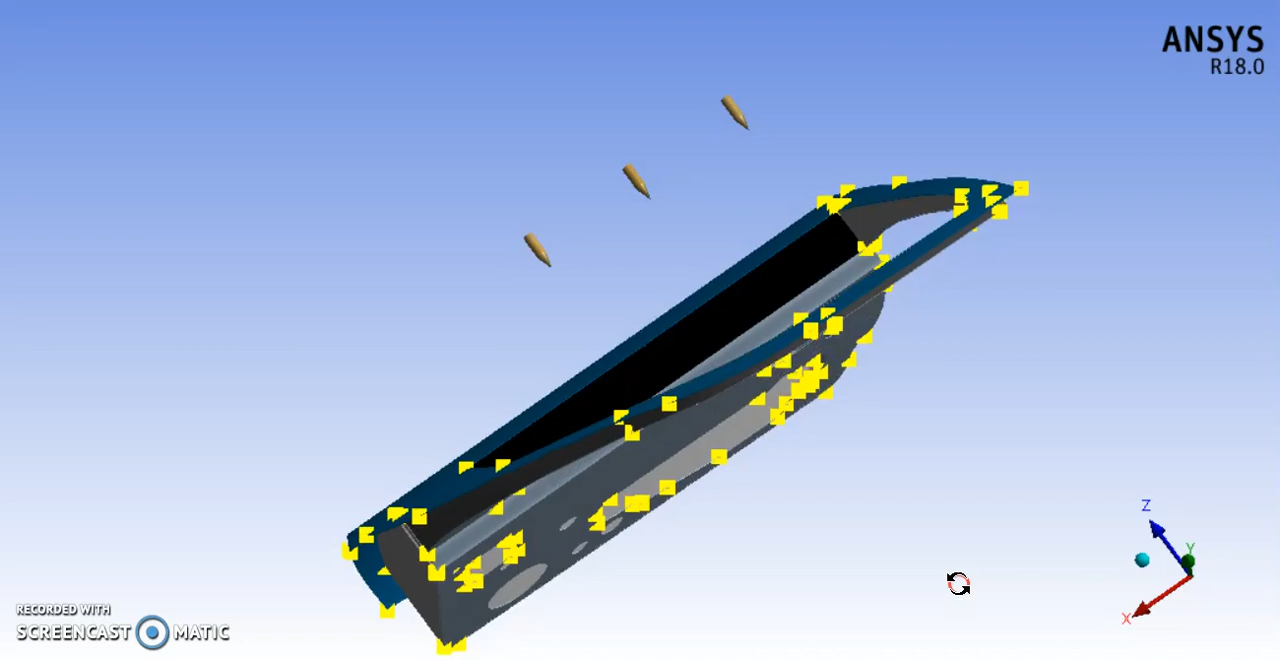 ANSYS
R18.0
Z
Y
X
RECORDED WITH
SCREENCAST MATIC